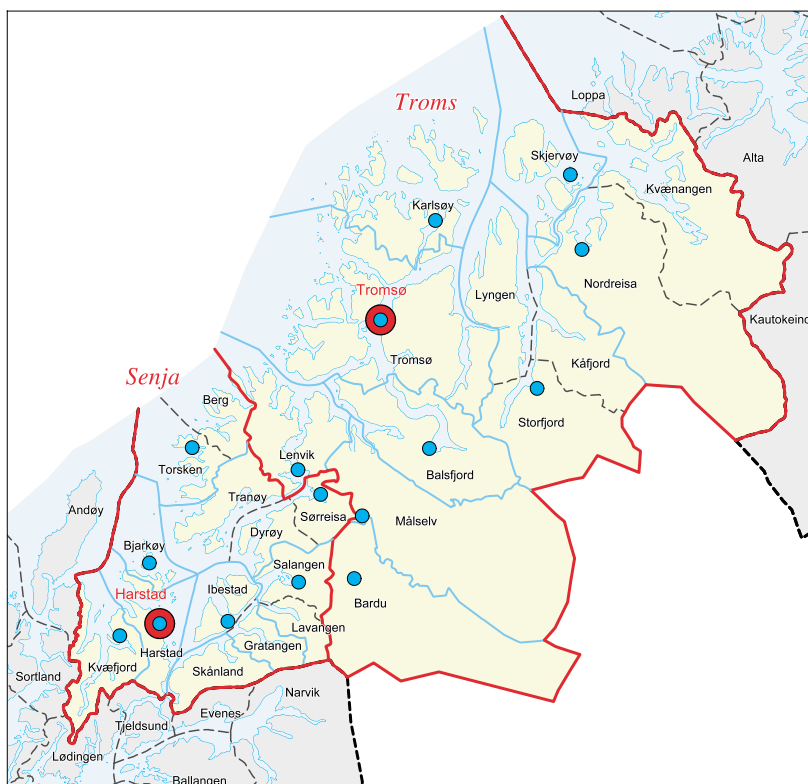 Loppa
Troms
Alta
Skjervøy
Kvænangen
Karlsøy
Nordreisa
Tromsø
Lyngen
Kautokeino
Tromsø
Kåfjord
Senja
Berg
Storfjord
Lenvik
Torsken
Balsfjord
Tranøy
Andøy
Sørreisa
Målselv
Dyrøy
Bjarkøy
Salangen
Harstad
Ibestad
Bardu
Lavangen
Gratangen
Harstad
Kvæfjord
Skånland
Sortland
Narvik
Evenes
Tjeldsund
Lødingen
Ballangen